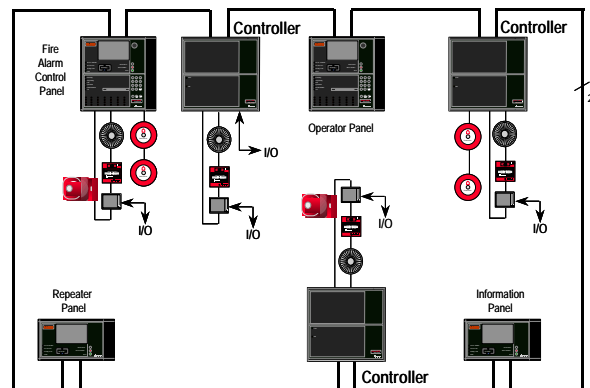 Controller
Controller
Fire
Alarm
Control
Panel
Operator Panel
I/O
I/O
I/O
I/O
I/O
Repeater
Panel
Information
Panel
Controller